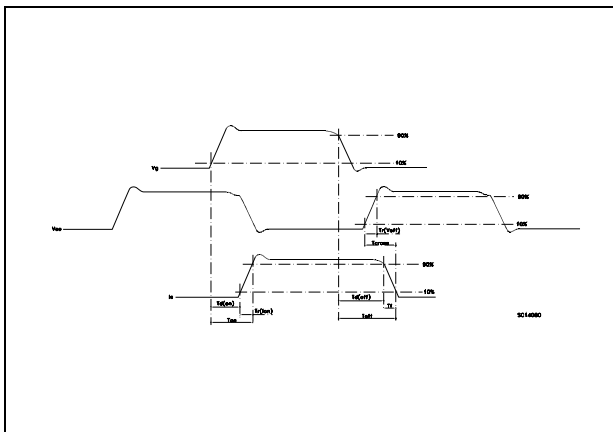 90%
10%
Vg
90%
Vce
10%
Tr(Voff)
Tcross
90%
Ic
10%
Td(on)
Tr(Ion)
Td(off)
Tf
Ton
Toff
SC14080